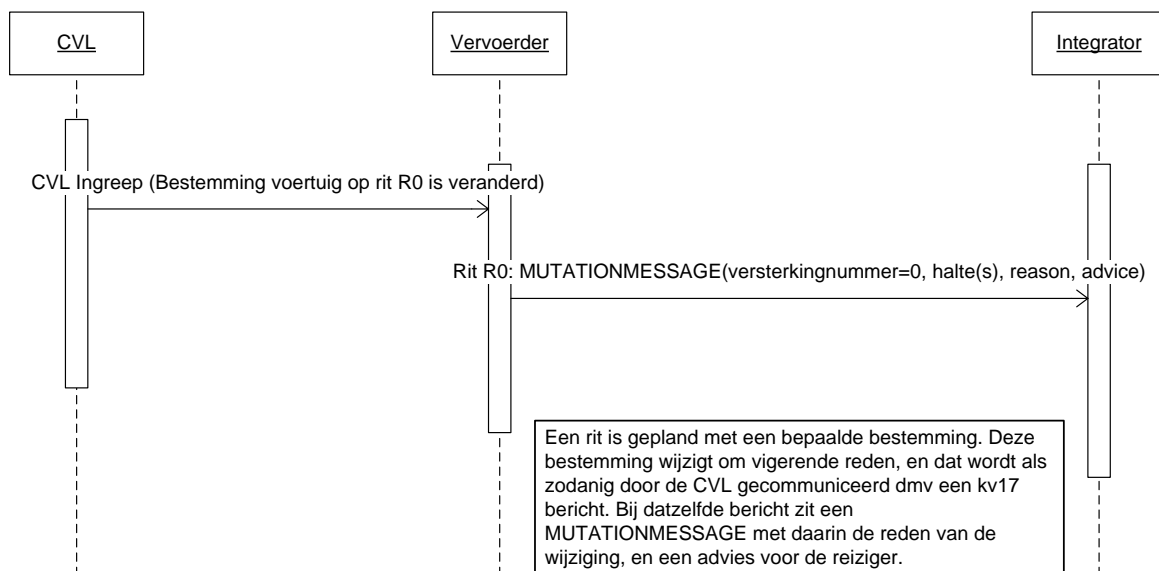 CVL
Vervoerder
Integrator
CVL Ingreep (Bestemming voertuig op rit R0 is veranderd)
Rit R0: MUTATIONMESSAGE(versterkingnummer=0, halte(s), reason, advice)
Een rit is gepland met een bepaalde bestemming. Deze
bestemming wijzigt om vigerende reden, en dat wordt als
zodanig door de CVL gecommuniceerd dmv een kv17
bericht. Bij datzelfde bericht zit een
MUTATIONMESSAGE met daarin de reden van de
wijziging, en een advies voor de reiziger.